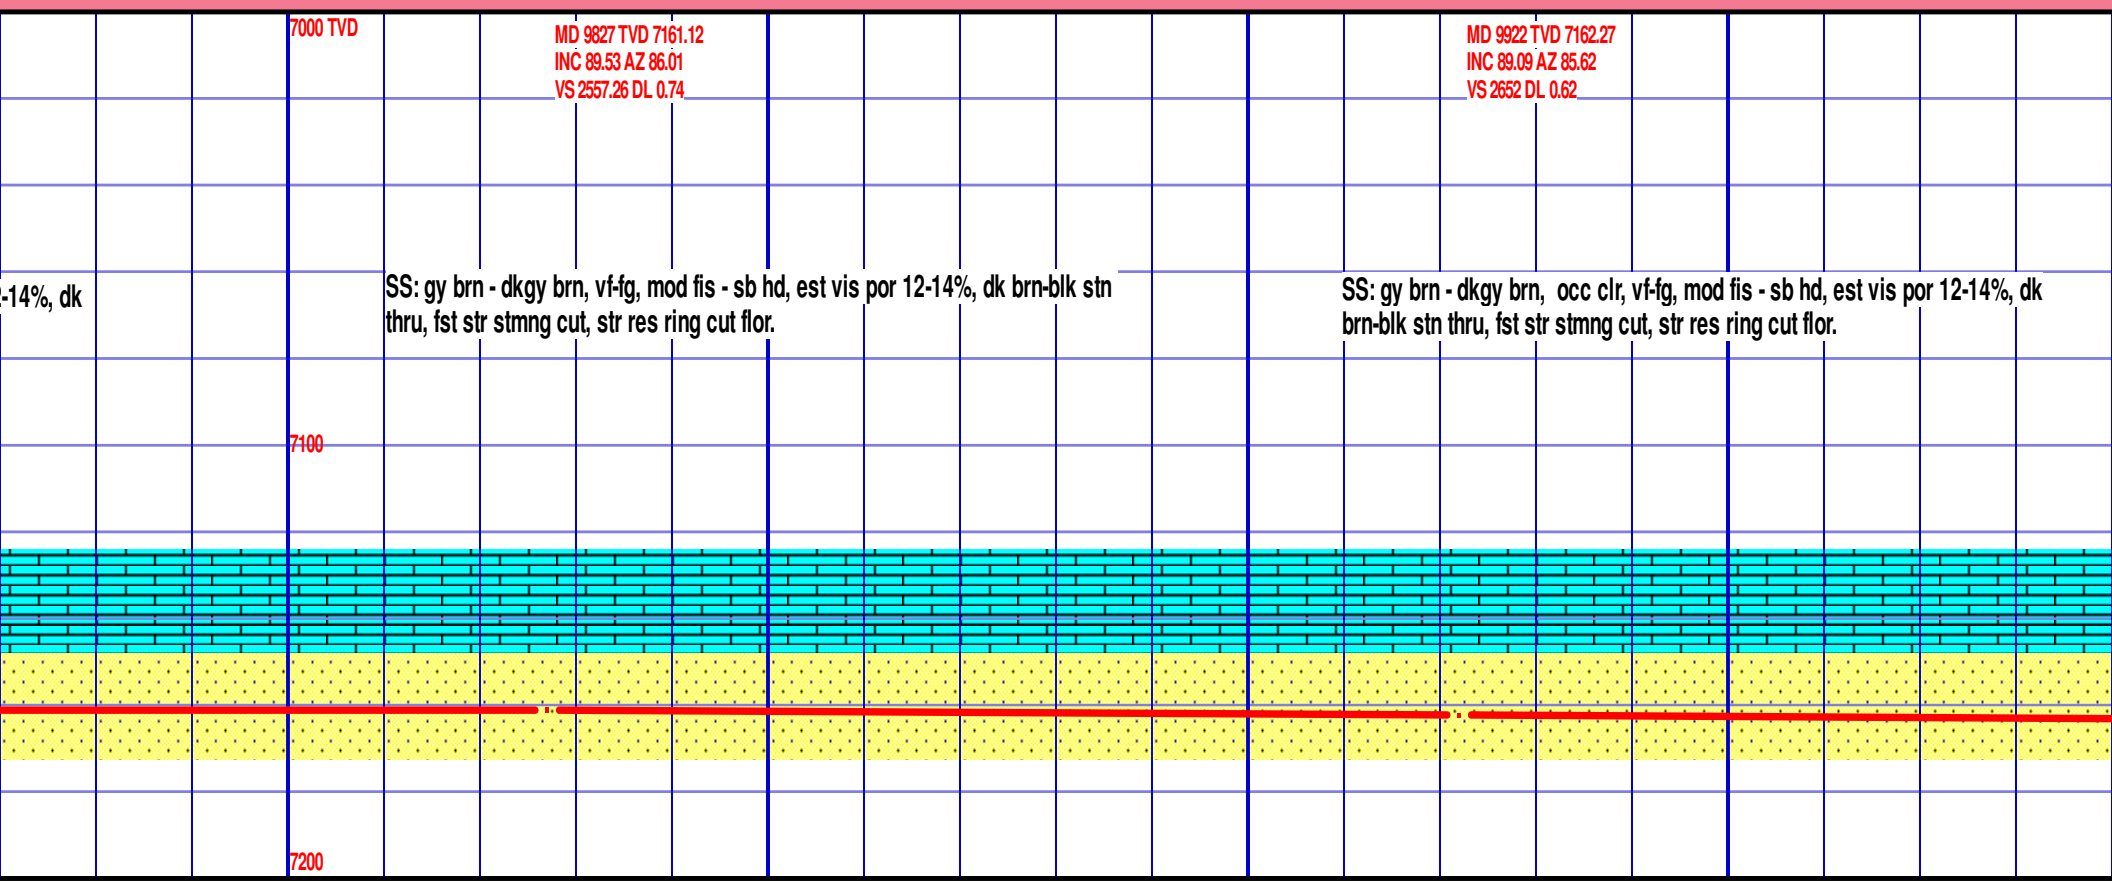 7000 TVD
MD 9827 TVD 7161.12
INC 89.53 AZ 86.01
VS 2557.26 DL 0.74
MD 9922 TVD 7162.27
INC 89.09 AZ 85.62
VS 2652 DL 0.62
-14%, dk
SS: gy brn - dkgy brn, vf-fg, mod fis - sb hd, est vis por 12-14%, dk brn-blk stn
thru, fst str stmng cut, str res ring cut flor.
SS: gy brn - dkgy brn,  occ clr, vf-fg, mod fis - sb hd, est vis por 12-14%, dk
brn-blk stn thru, fst str stmng cut, str res ring cut flor.
7100
7200